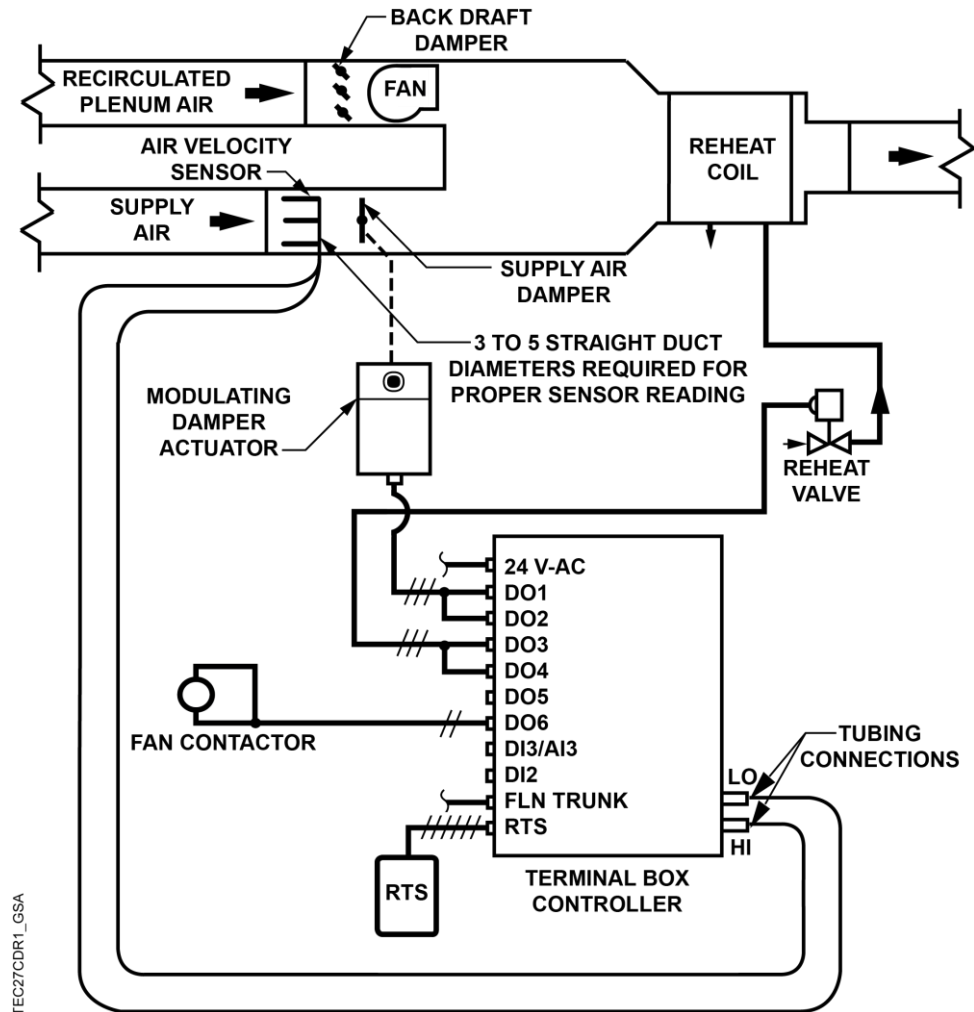 BACK DRAFT
DAMPER
RECIRCULATED
PLENUM AIR
FAN
AIR VELOCITY
SENSOR
REHEAT
COIL
SUPPLY
AIR
SUPPLY AIR
DAMPER
3 TO 5 STRAIGHT DUCT
DIAMETERS REQUIRED FOR
PROPER SENSOR READING
MODULATING
DAMPER
ACTUATOR
REHEAT
VALVE
24 V-AC
DO1
DO2
DO3
DO4
DO5
DO6
DI3/AI3
DI2
FLN TRUNK
RTS
FAN CONTACTOR
TUBING
CONNECTIONS
LO
HI
RTS
TERMINAL BOX
CONTROLLER
TEC27CDR1_GSA